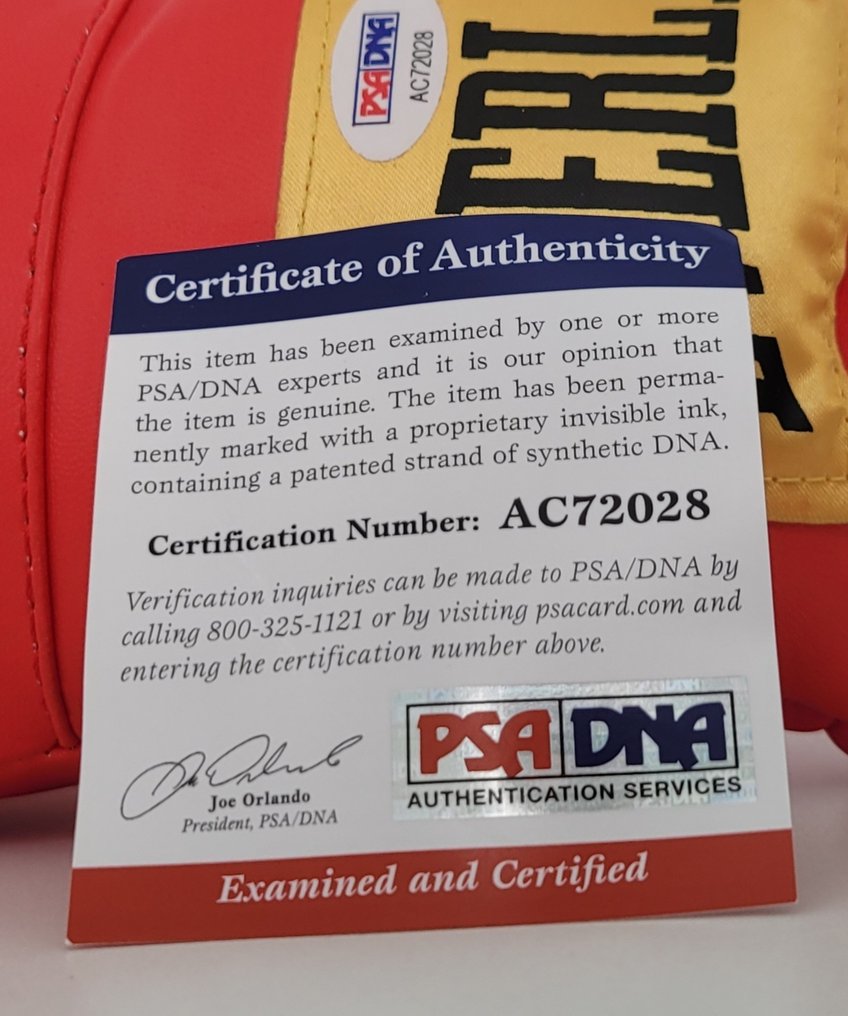 PSA DNA
AC72028
ERL
Certificate of Authenticity
This item has been examined by one or more
PSA/DNA experts and it is our opinion that
the item is genuine. The item has been perma-
nently marked with a proprietary invisible ink,
containing a patented strand of synthetic DNA.
Certification Number: AC72028
Verification inquiries can be made to PSA/DNA by
calling 800-325-1121 or by visiting psacard.com and
entering the certification number above.
Joe Orlando
President, PSA/DNA
PSA DNA
AUTHENTICATION SERVICES
Examined and Certified